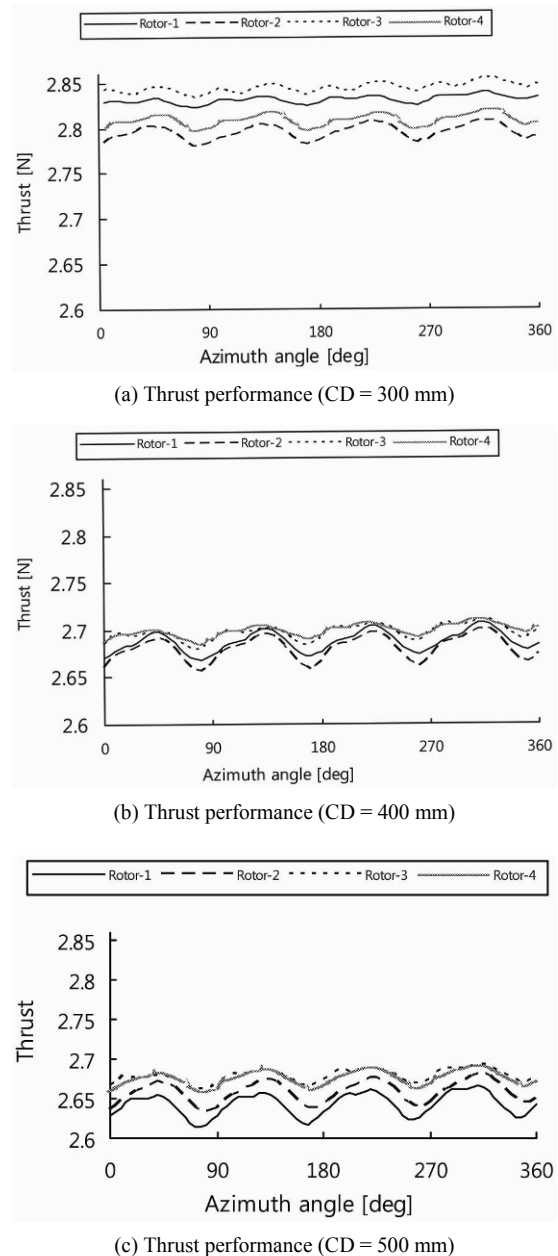 Rotor-1 Rotor-2 Rotor-3 Rotor-4
2.85
2.8
2.75
2.7
2.65
2.6
Thrust [N]
0 90 180 270 360
Azimuth angle [deg]
(a) Thrust performance (CD = 300 mm)
Rotor-1 Rotor-2 Rotor-3 Rotor-4
2.85
2.8
2.75
2.7
2.65
2.6
Thrust [N]
0 90 180 270 360
Azimuth angle [deg]
(b) Thrust performance (CD = 400 mm)
Rotor-1 Rotor-2 Rotor-3 Rotor-4
2.85
2.8
2.75
2.7
2.65
2.6
Thrust
0 90 180 270 360
Azimuth angle [deg]
(c) Thrust performance (CD = 500 mm)